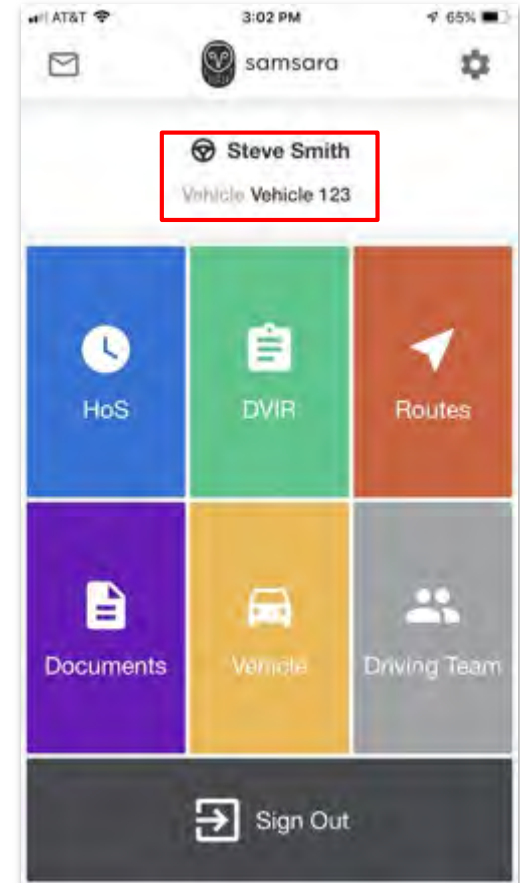 AT&T 3:02 PM 65%
samsara
Steve Smith
Vehicle Vehicle 123
HoS DVIR Routes
Documents Vehicle Driving Team
Sign Out